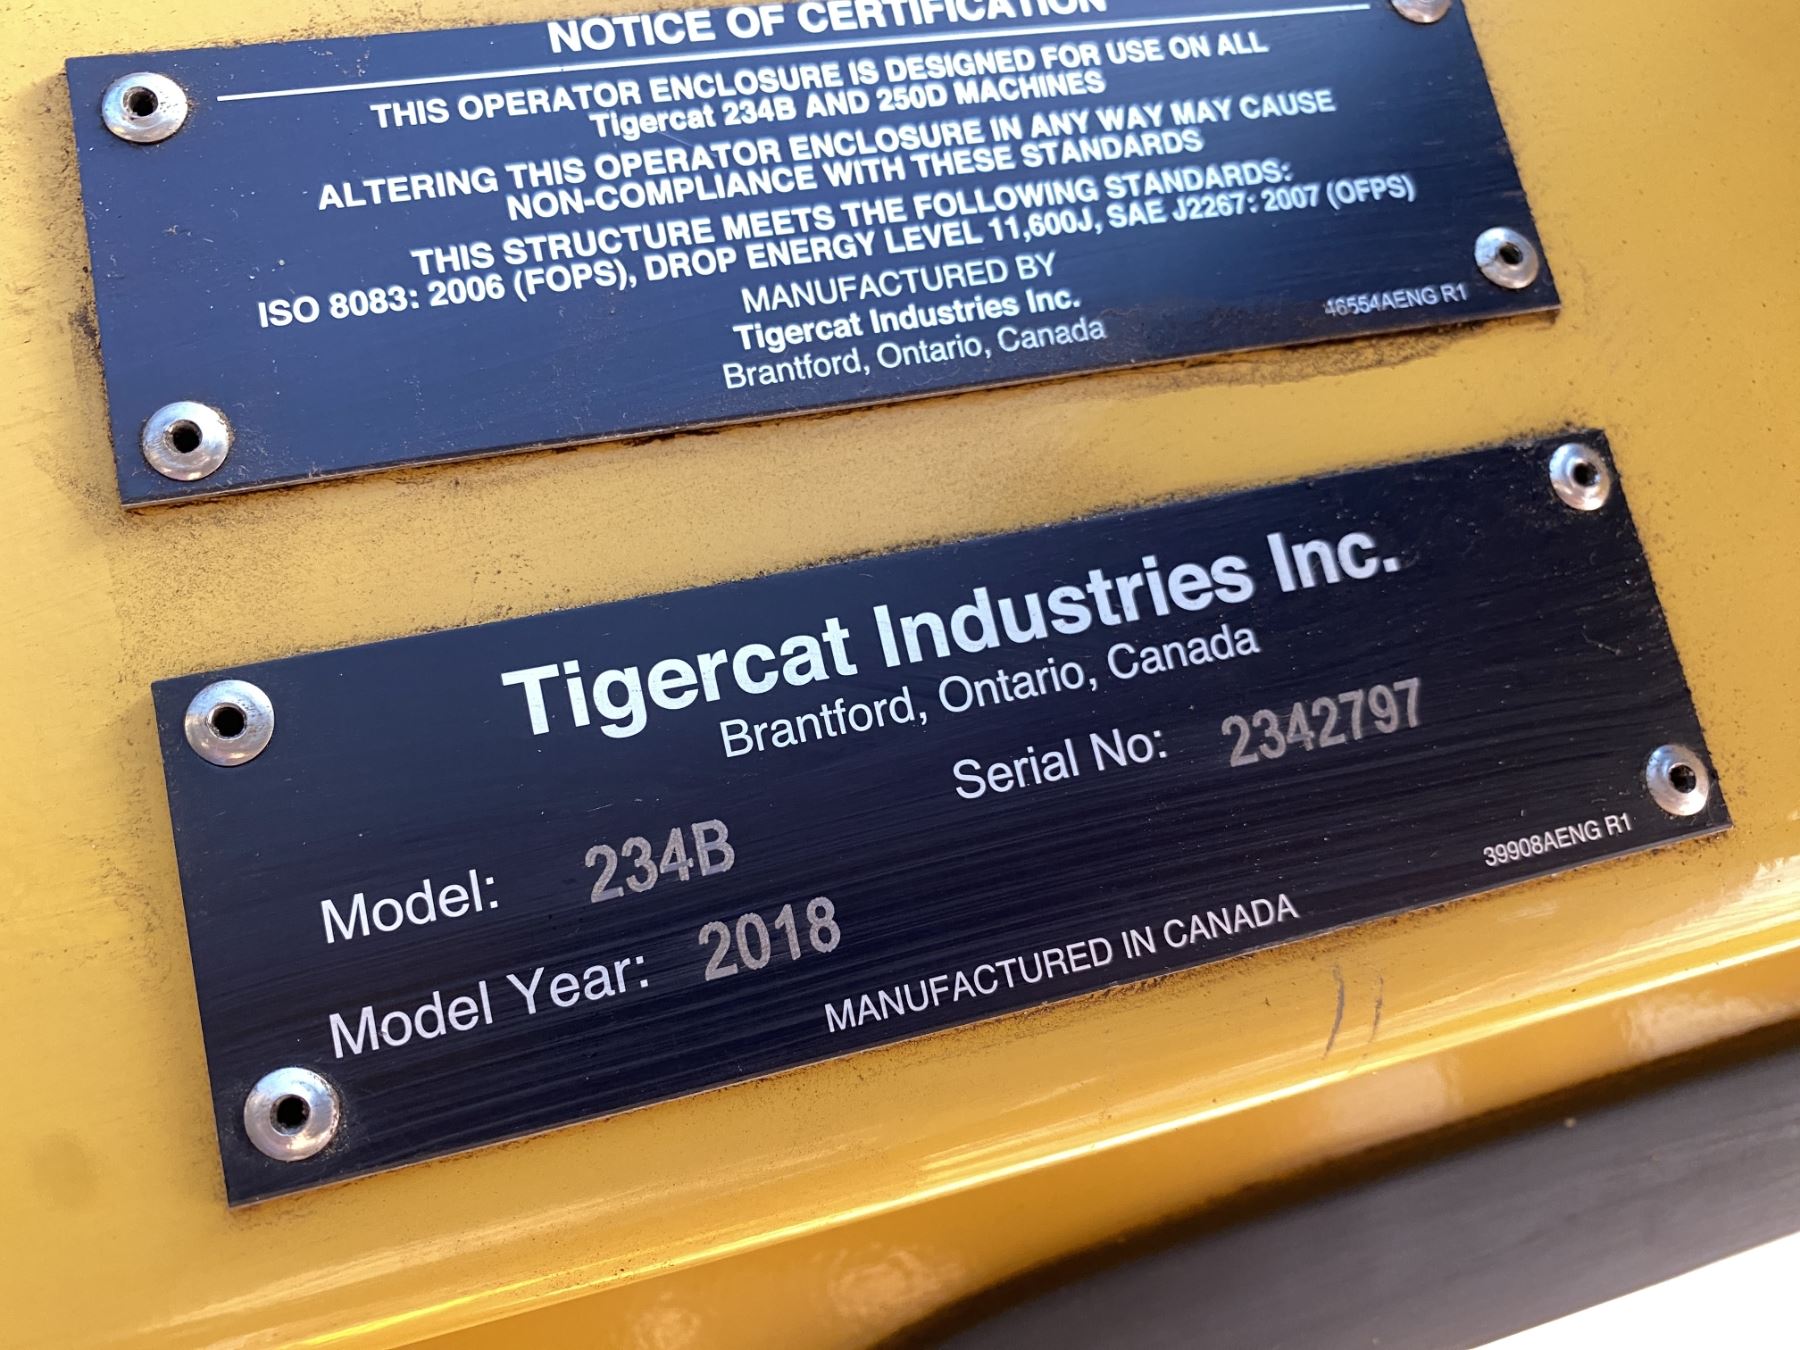 NOTICE OF CERTIFICATION
THIS OPERATOR ENCLOSURE IS DESIGNED FOR USE ON ALL
Tigercat 234B AND 250D MACHINES
ALTERING THIS OPERATOR ENCLOSURE IN ANY WAY MAY CAUSE
NON-COMPLIANCE WITH THESE STANDARDS
THIS STRUCTURE MEETS THE FOLLOWING STANDARDS:
ISO 8083: 2006 (FOPS), DROP ENERGY LEVEL 11,600J, SAE J2267: 2007 (OFPS)
MANUFACTURED BY
Tigercat Industries Inc.
Brantford, Ontario, Canada
46554AENG R1
Tigercat Industries Inc.
Brantford, Ontario, Canada
Serial No: 2342797
Model: 234B
Model Year: 2018
MANUFACTURED IN CANADA
39908AENG R1